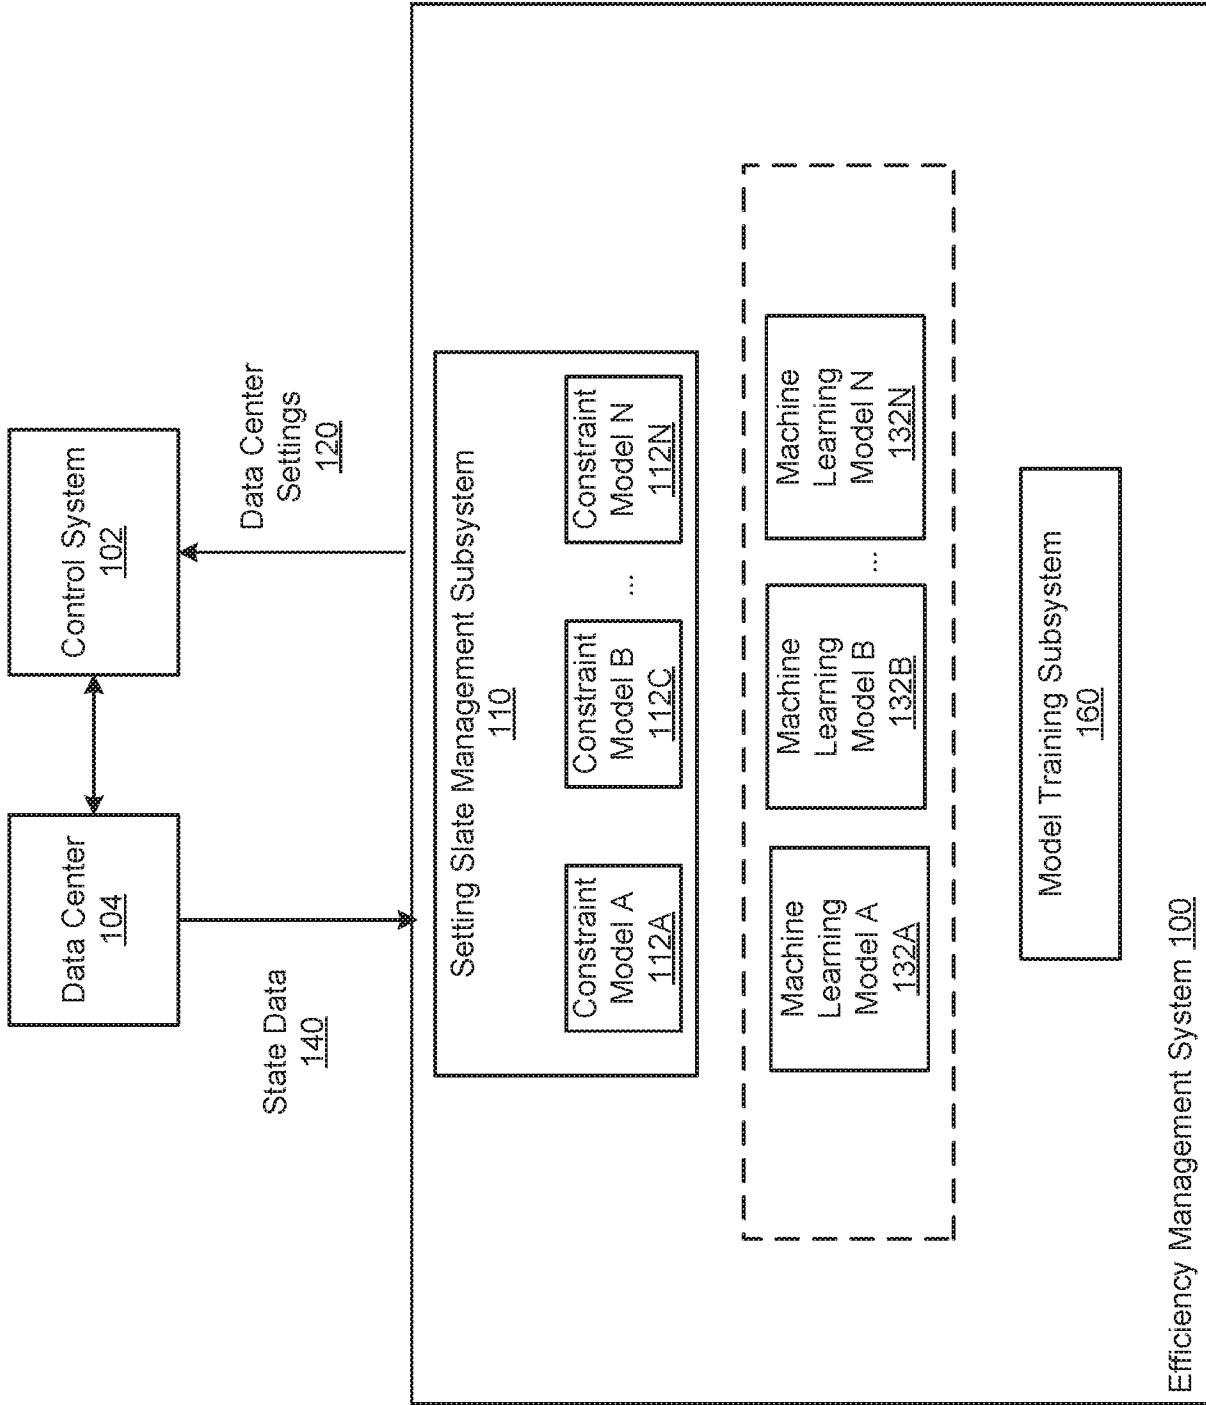 Data Center
104
Control System
102
State Data
140
Data Center
Settings
120
Setting Slate Management Subsystem
110
Constraint
Model A
112A
Constraint
Model B
112C
...
Constraint
Model N
112N
Machine
Learning
Model A
132A
Machine
Learning
Model B
132B
...
Machine
Learning
Model N
132N
Model Training Subsystem
160
Efficiency Management System 100